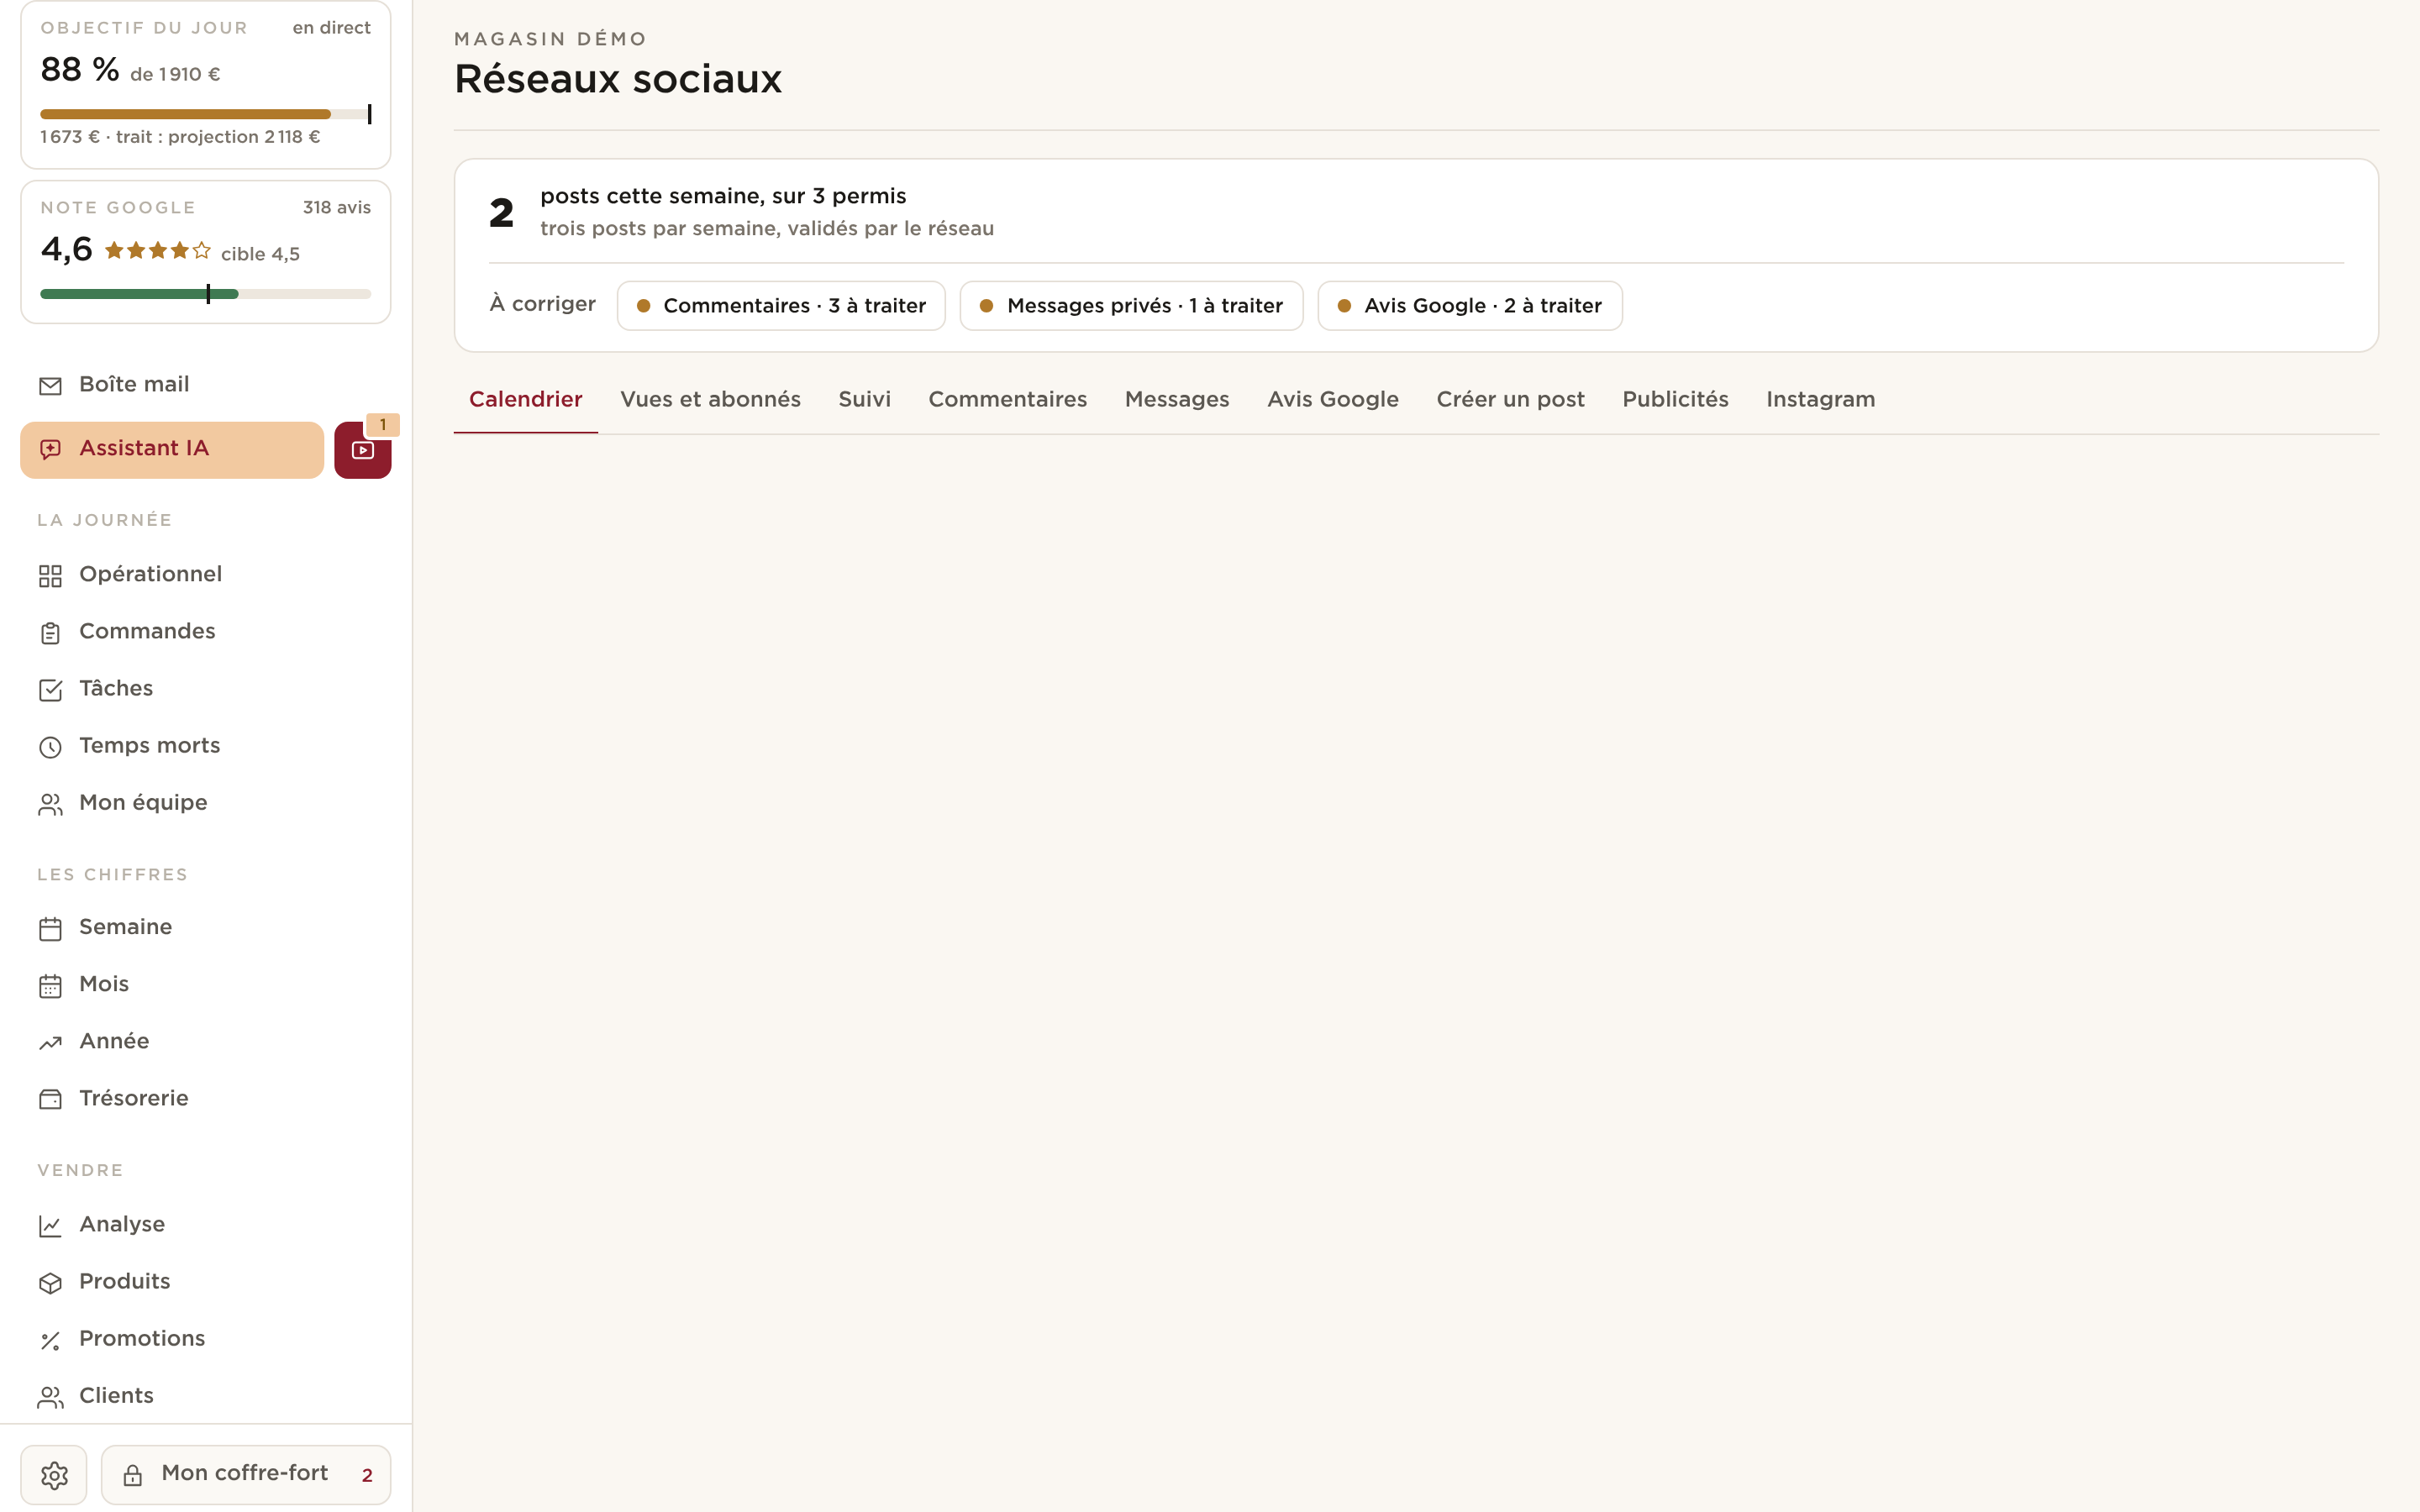 OBJECTIF DU JOUR en direct
88 % de 1 910 €
1 673 € · trait : projection 2 118 €
NOTE GOOGLE 318 avis
4,6 cible 4,5
Boîte mail
Assistant IA 1
LA JOURNÉE
Opérationnel
Commandes
Tâches
Temps morts
Mon équipe
LES CHIFFRES
Semaine
Mois
Année
Trésorerie
VENDRE
Analyse
Produits
Promotions
Clients
Mon coffre-fort 2
MAGASIN DÉMO
Réseaux sociaux
2 posts cette semaine, sur 3 permis
trois posts par semaine, validés par le réseau
À corriger Commentaires · 3 à traiter Messages privés · 1 à traiter Avis Google · 2 à traiter
Calendrier Vues et abonnés Suivi Commentaires Messages Avis Google Créer un post Publicités Instagram